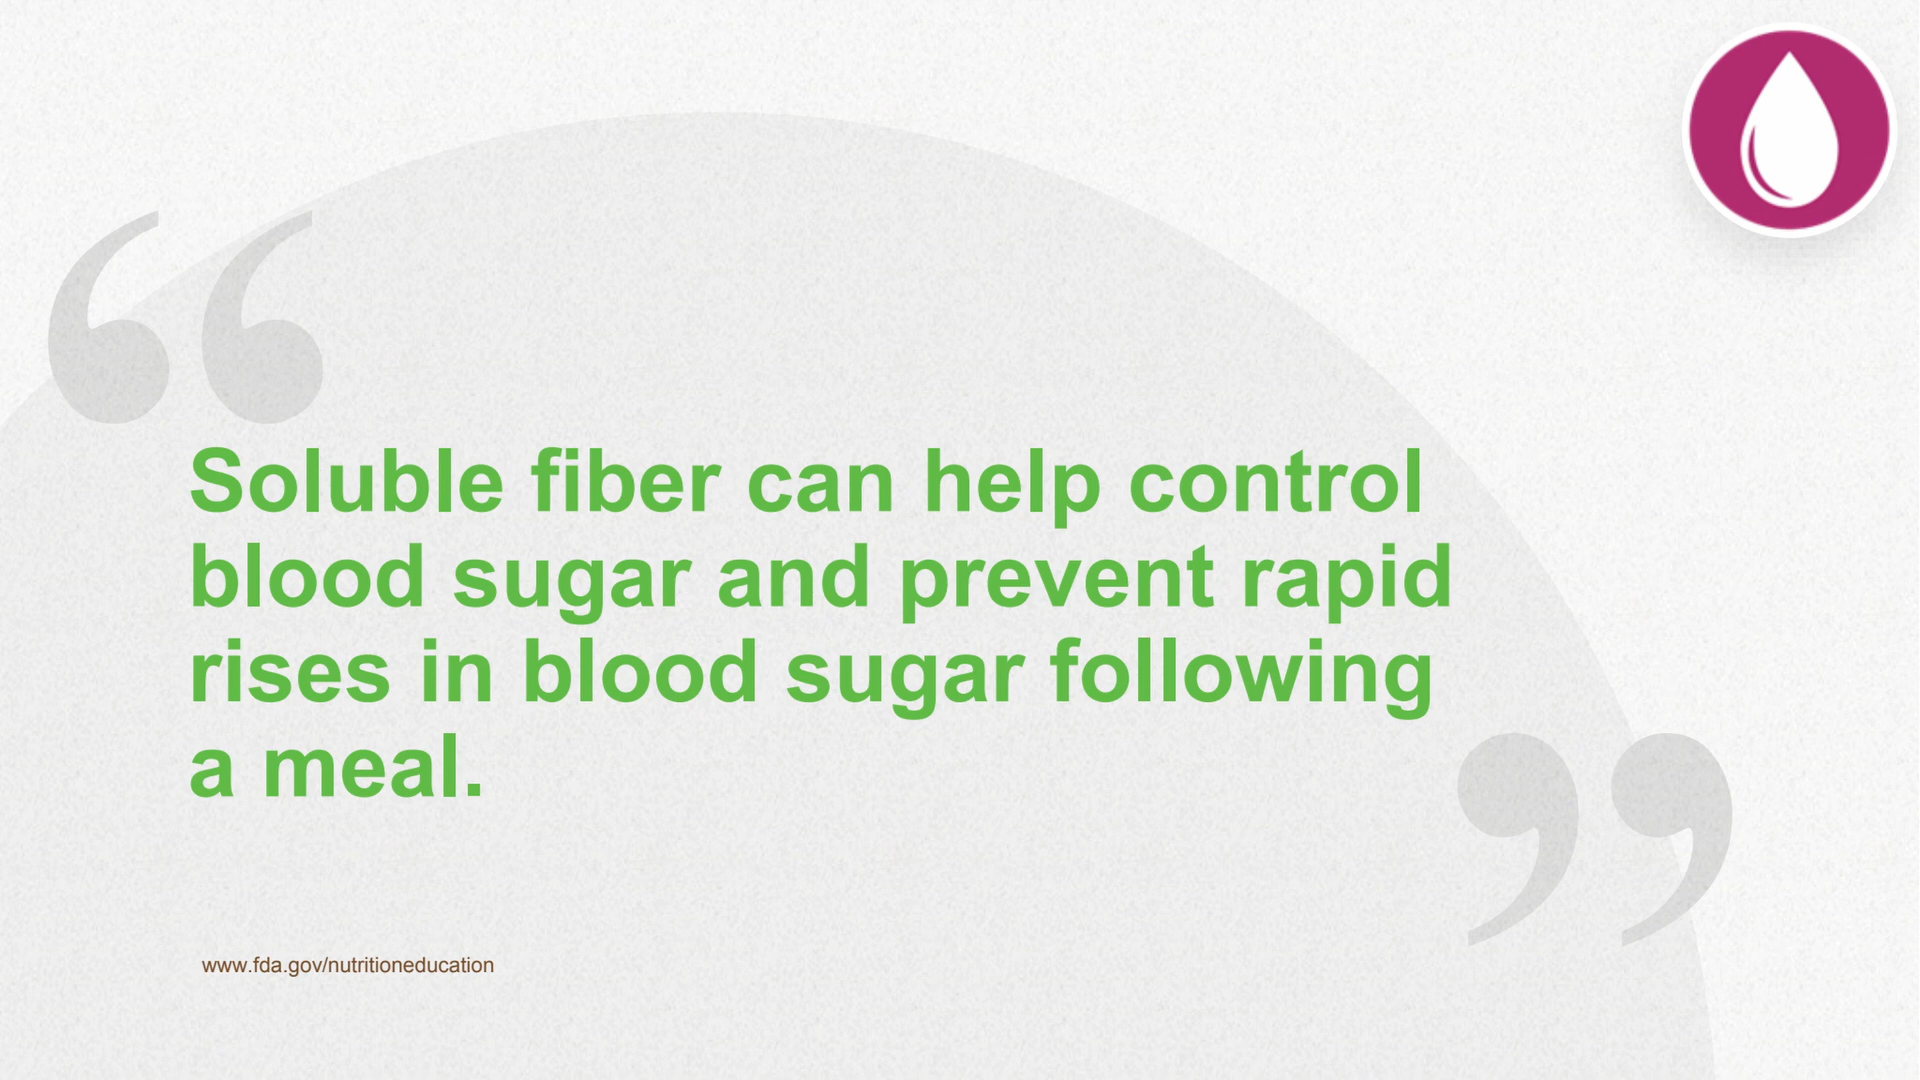 Soluble fiber can help control
blood sugar and prevent rapid
rises in blood sugar following
a meal.
www.fda.gov/nutritioneducation